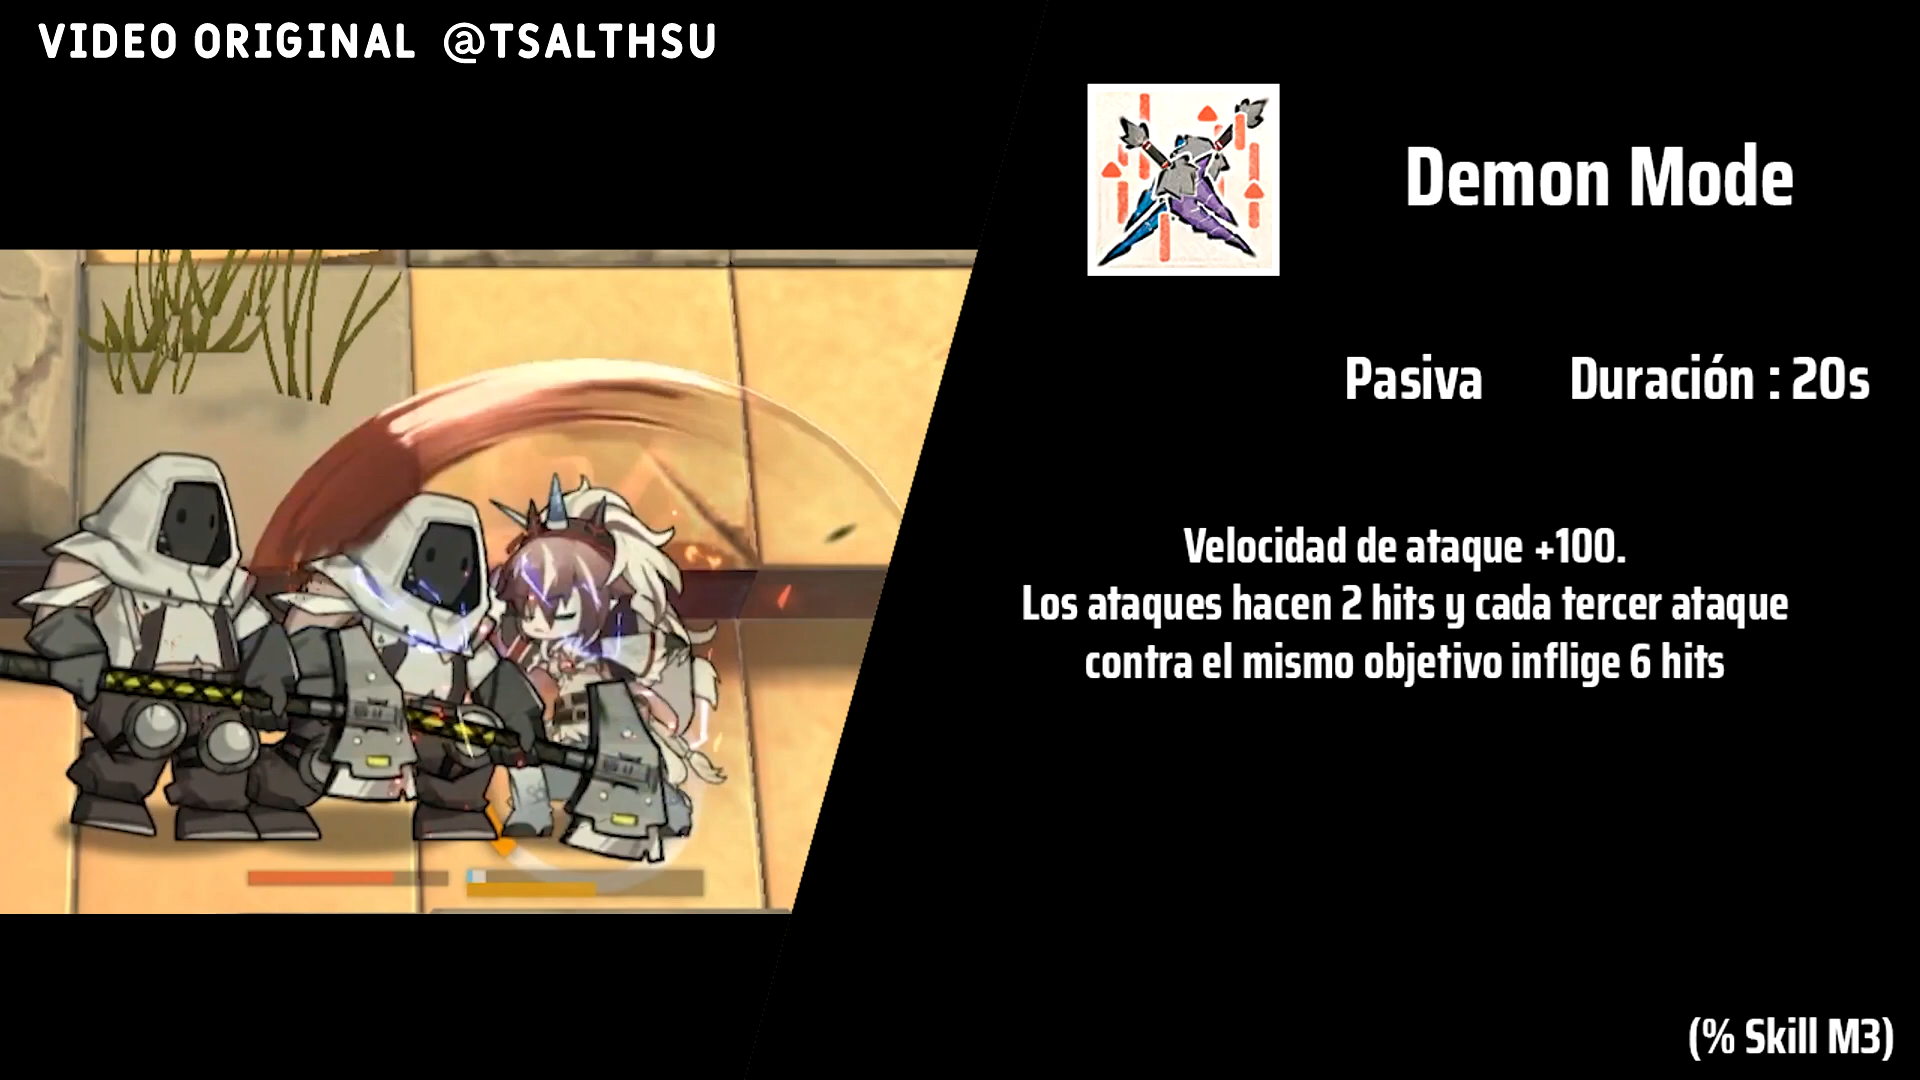 VIDEO ORIGINAL @TSALTHSU
Demon Mode
Pasiva Duración : 20s
Velocidad de ataque +100.
Los ataques hacen 2 hits y cada tercer ataque
contra el mismo objetivo inflige 6 hits
(% Skill M3)